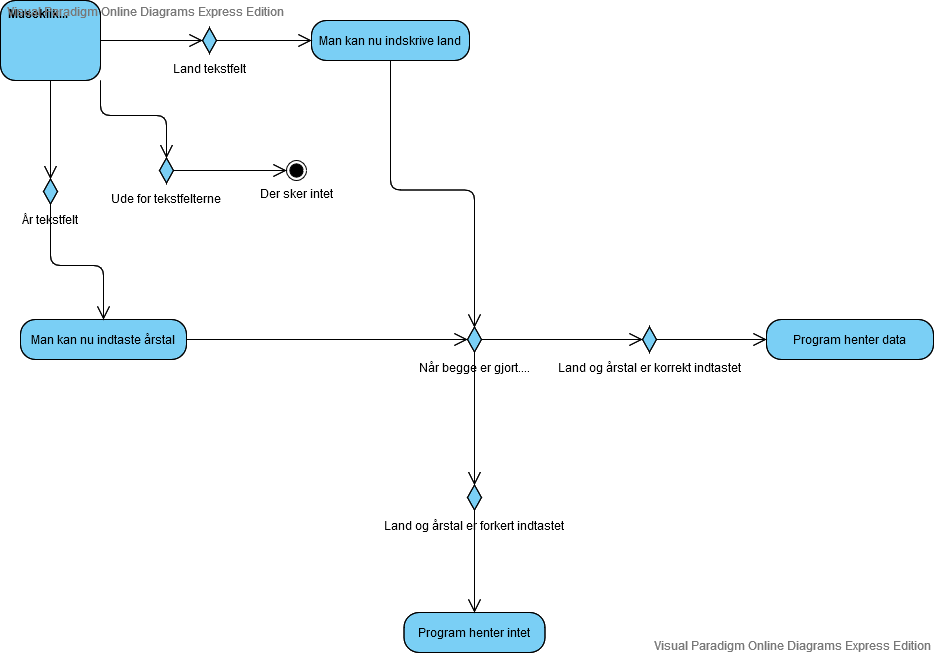 Visual Paradigm Online Diagrams Express Edition
Museklik...
Land tekstfelt
Man kan nu indskrive land
Ude for tekstfelterne
Der sker intet
År tekstfelt
Man kan nu indtaste årstal
Når begge er gjort....
Land og årstal er korrekt indtastet
Program henter data
Land og årstal er forkert indtastet
Program henter intet
Visual Paradigm Online Diagrams Express Edition